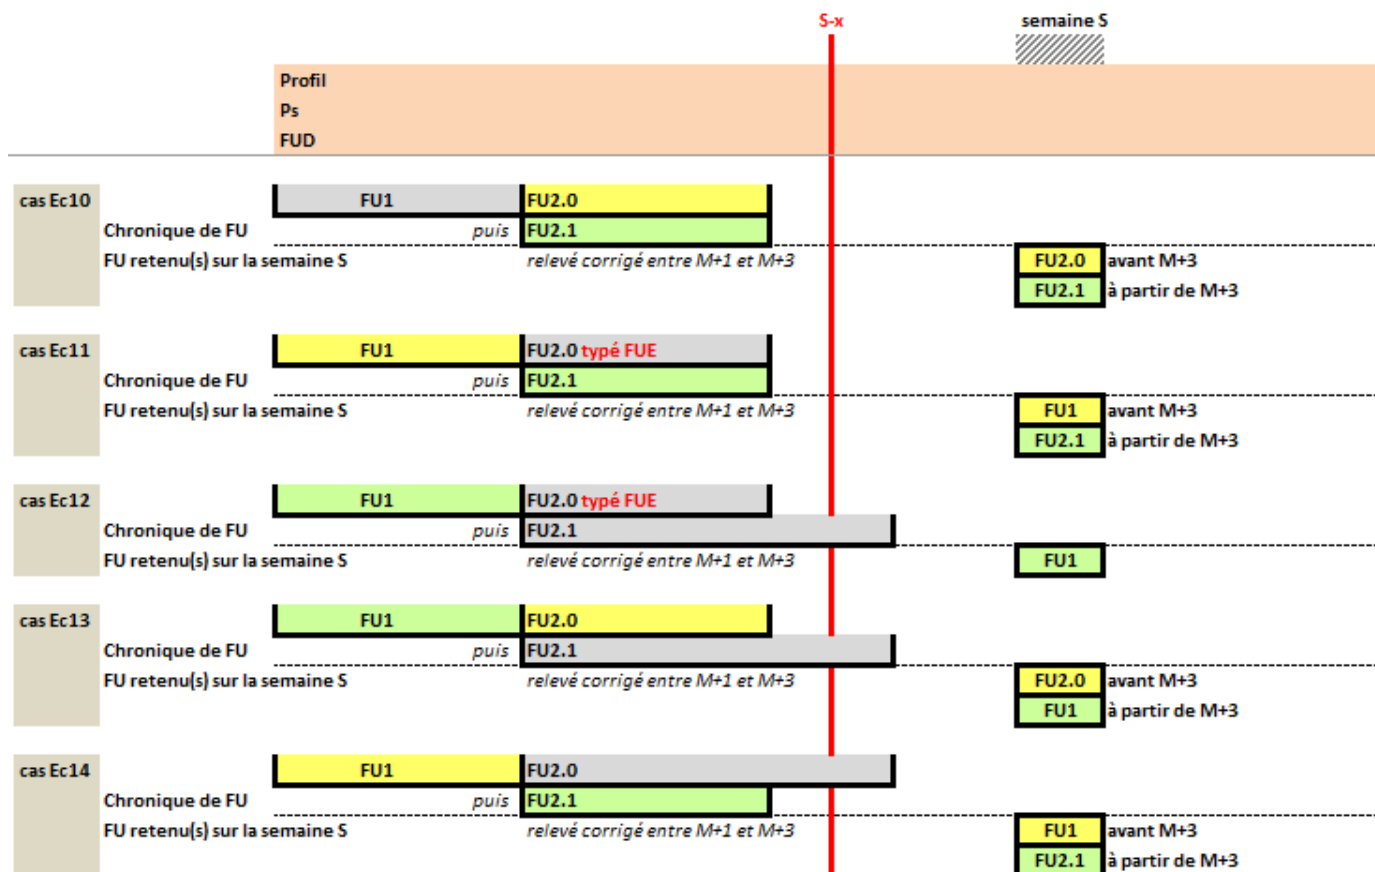 S-x semaine S
Profil
Ps
FUD
cas Ec10 FU1 FU2.0
Chronique de FU puis FU2.1
FU retenu(s) sur la semaine S relevé corrigé entre M+1 et M+3 FU2.0 avant M+3
FU2.1 à partir de M+3
cas Ec11 FU1 FU2.0 typé FUE
Chronique de FU puis FU2.1
FU retenu(s) sur la semaine S relevé corrigé entre M+1 et M+3 FU1 avant M+3
FU2.1 à partir de M+3
cas Ec12 FU1 FU2.0 typé FUE
Chronique de FU puis FU2.1
FU retenu(s) sur la semaine S relevé corrigé entre M+1 et M+3 FU1
cas Ec13 FU1 FU2.0
Chronique de FU puis FU2.1
FU retenu(s) sur la semaine S relevé corrigé entre M+1 et M+3 FU2.0 avant M+3
FU1 à partir de M+3
cas Ec14 FU1 FU2.0
Chronique de FU puis FU2.1
FU retenu(s) sur la semaine S relevé corrigé entre M+1 et M+3 FU1 avant M+3
FU2.1 à partir de M+3